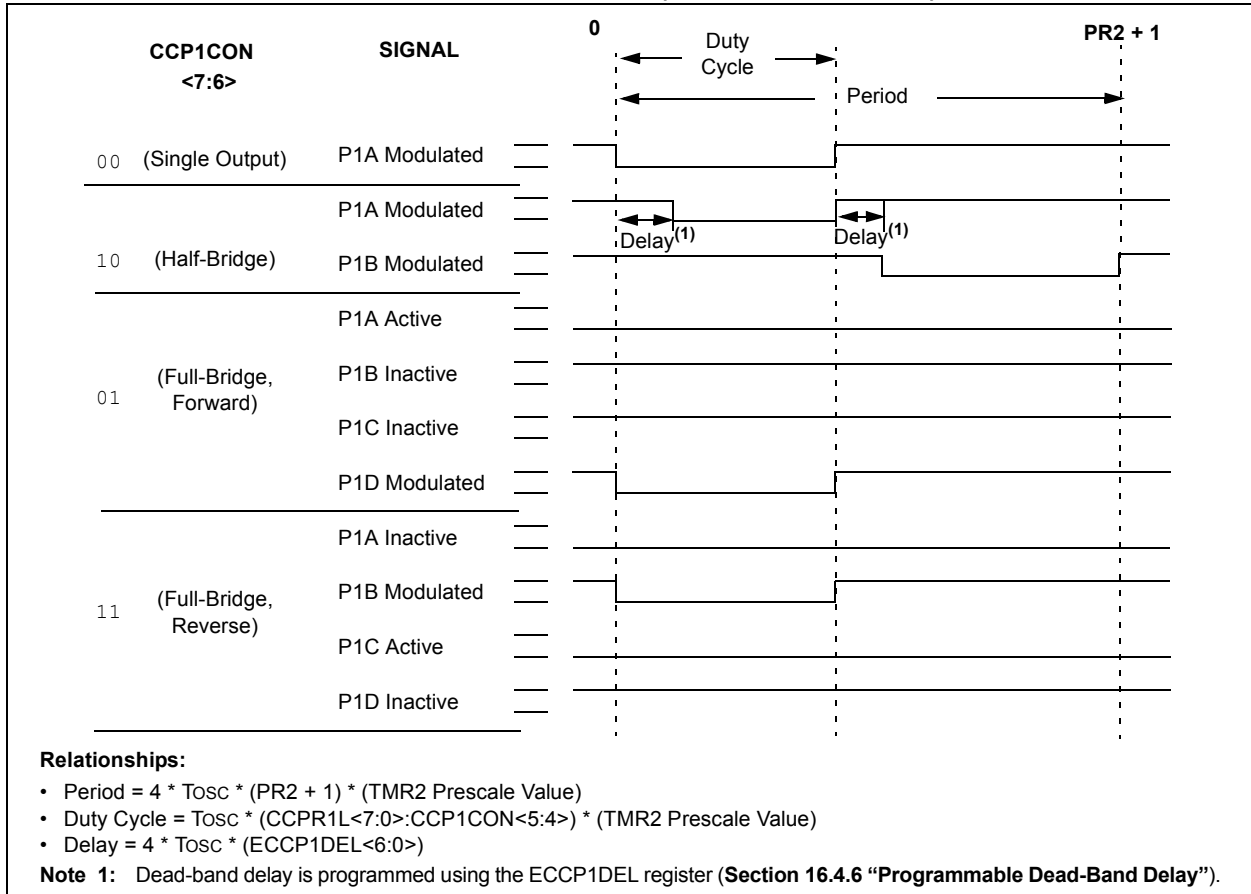 0
PR2 + 1
CCP1CON
<7:6>
SIGNAL
Duty
Cycle
Period
00 (Single Output) P1A Modulated
P1A Modulated
Delay(1) Delay(1)
10 (Half-Bridge) P1B Modulated
P1A Active
P1B Inactive
01 (Full-Bridge,
Forward)
P1C Inactive
P1D Modulated
P1A Inactive
P1B Modulated
11 (Full-Bridge,
Reverse)
P1C Active
P1D Inactive
Relationships:
• Period = 4 * TOSC * (PR2 + 1) * (TMR2 Prescale Value)
• Duty Cycle = TOSC * (CCPR1L<7:0>:CCP1CON<5:4>) * (TMR2 Prescale Value)
• Delay = 4 * TOSC * (ECCP1DEL<6:0>)
Note 1: Dead-band delay is programmed using the ECCP1DEL register (Section 16.4.6 “Programmable Dead-Band Delay”).